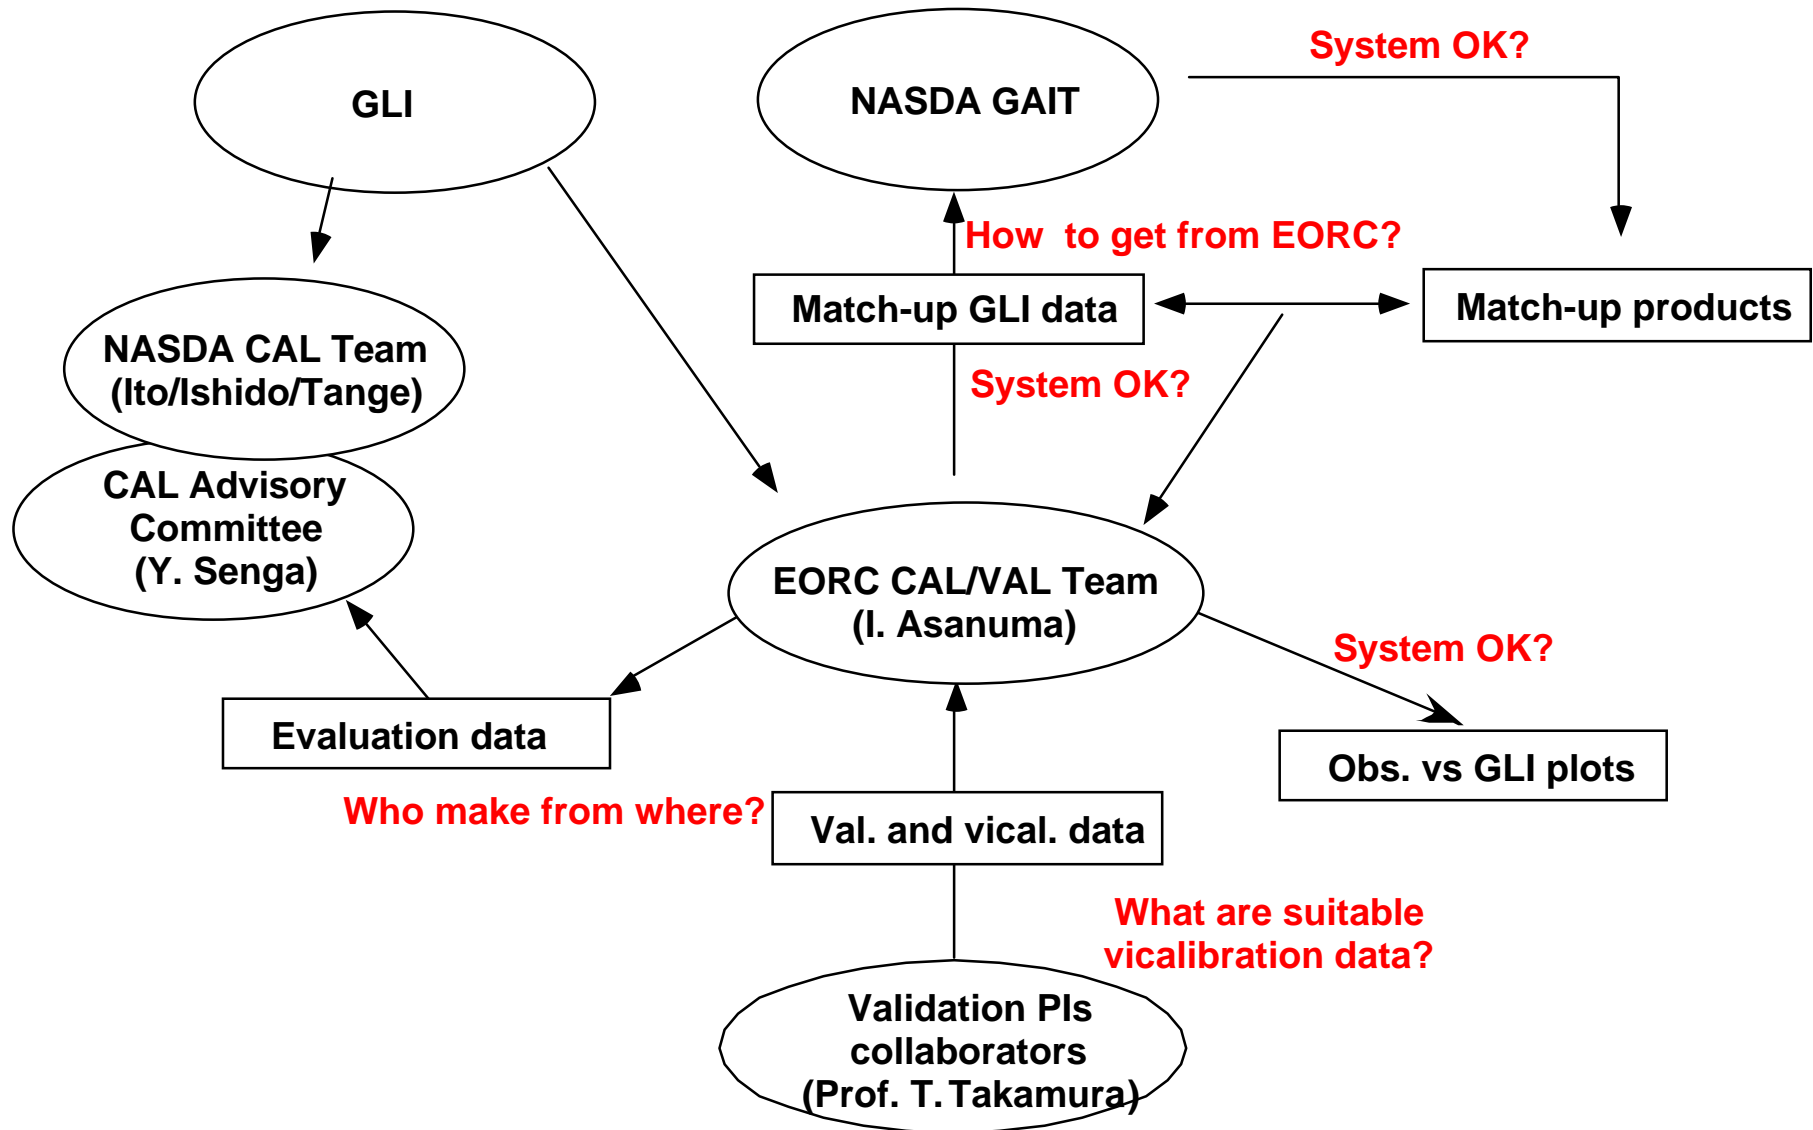 System OK?
GLI
NASDA GAIT
How  to get from EORC?
Match-up GLI data
Match-up products
NASDA CAL Team
(Ito/Ishido/Tange)
System OK?
CAL Advisory
Committee
(Y. Senga)
EORC CAL/VAL Team
(I. Asanuma)
System OK?
Evaluation data
Obs. vs GLI plots
Who make from where?
Val. and vical. data
What are suitable
vicalibration data?
Validation PIs
collaborators
(Prof. T. Takamura)